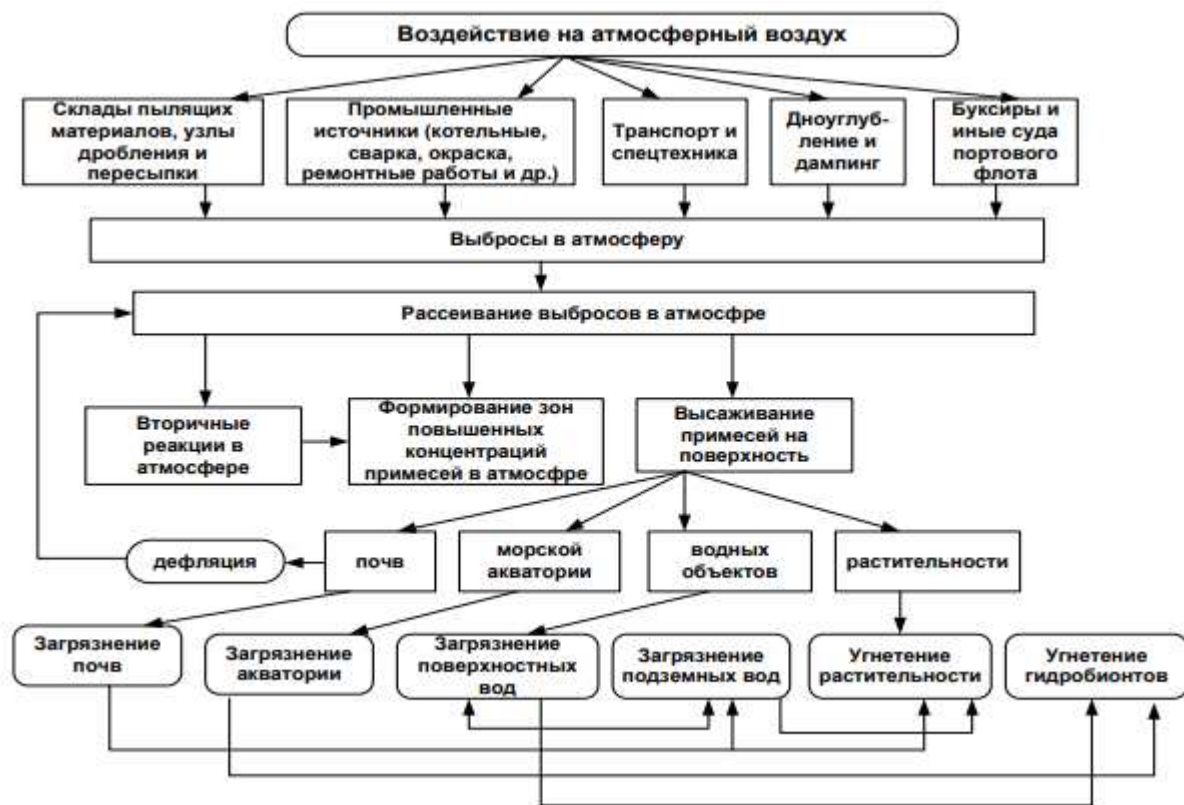 Воздействие на атмосферный воздух
Склады пылящих
материалов, узлы
дробления и
пересыпки
Промышленные
источники (котельные,
сварка, окраска,
ремонтные работы и др.)
Транспорт и
спецтехника
Дноуглуб-
ление и
дампинг
Буксиры и
иные суда
портового
флота
Выбросы в атмосферу
Рассеивание выбросов в атмосфре
Вторичные
реакции в
атмосфере
Формирование зон
повышенных
концентраций
примесей в атмосфре
Высаживание
примесей на
поверхность
дефляция
почв
морской
акватории
водных
объектов
растительности
Загрязнение
почв
Загрязнение
акватории
Загрязнение
поверхностных
вод
Загрязнение
подземных вод
Угнетение
растительности
Угнетение
гидробионтов